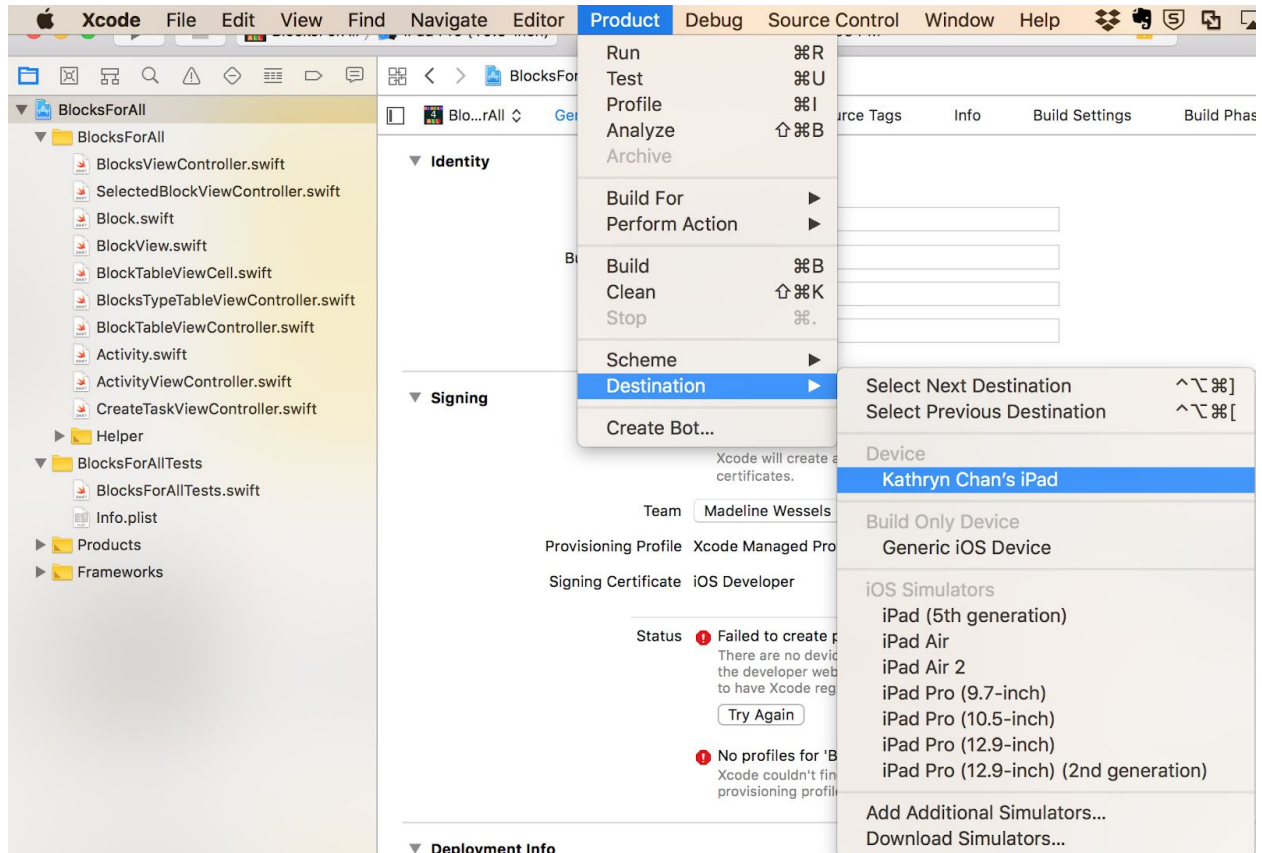 Xcode File Edit View Find Navigate Editor Product Debug Source Control Window Help
BlocksFor
BlocksForAll
BlocksForAll
BlocksViewController.swift
SelectedBlockViewController.swift
Block.swift
BlockView.swift
BlockTableViewCell.swift
BlocksTypeTableViewController.swift
BlockTableViewController.swift
Activity.swift
ActivityViewController.swift
CreateTaskViewController.swift
Helper
BlocksForAllTests
BlocksForAllTests.swift
Info.plist
Products
Frameworks
Blo...rAll Ge urce Tags Info Build Settings Build Phas
Identity
Bu
Signing
Xcode will create a
certificates.
Team Madeline Wessels
Provisioning Profile Xcode Managed Pro
Signing Certificate iOS Developer
Status Failed to create p
There are no devic
the developer web
to have Xcode reg
Try Again
No profiles for 'B
Xcode couldn't fin
provisioning profil
Deployment Info
Run ⌘R
Test ⌘U
Profile ⌘I
Analyze ⇧⌘B
Archive
Build For ▶
Perform Action ▶
Build ⌘B
Clean ⇧⌘K
Stop ⌘.
Scheme ▶
Destination ▶
Create Bot...
Select Next Destination ^⌥⌘]
Select Previous Destination ^⌥⌘[
Device
Kathryn Chan's iPad
Build Only Device
Generic iOS Device
iOS Simulators
iPad (5th generation)
iPad Air
iPad Air 2
iPad Pro (9.7-inch)
iPad Pro (10.5-inch)
iPad Pro (12.9-inch)
iPad Pro (12.9-inch) (2nd generation)
Add Additional Simulators...
Download Simulators...